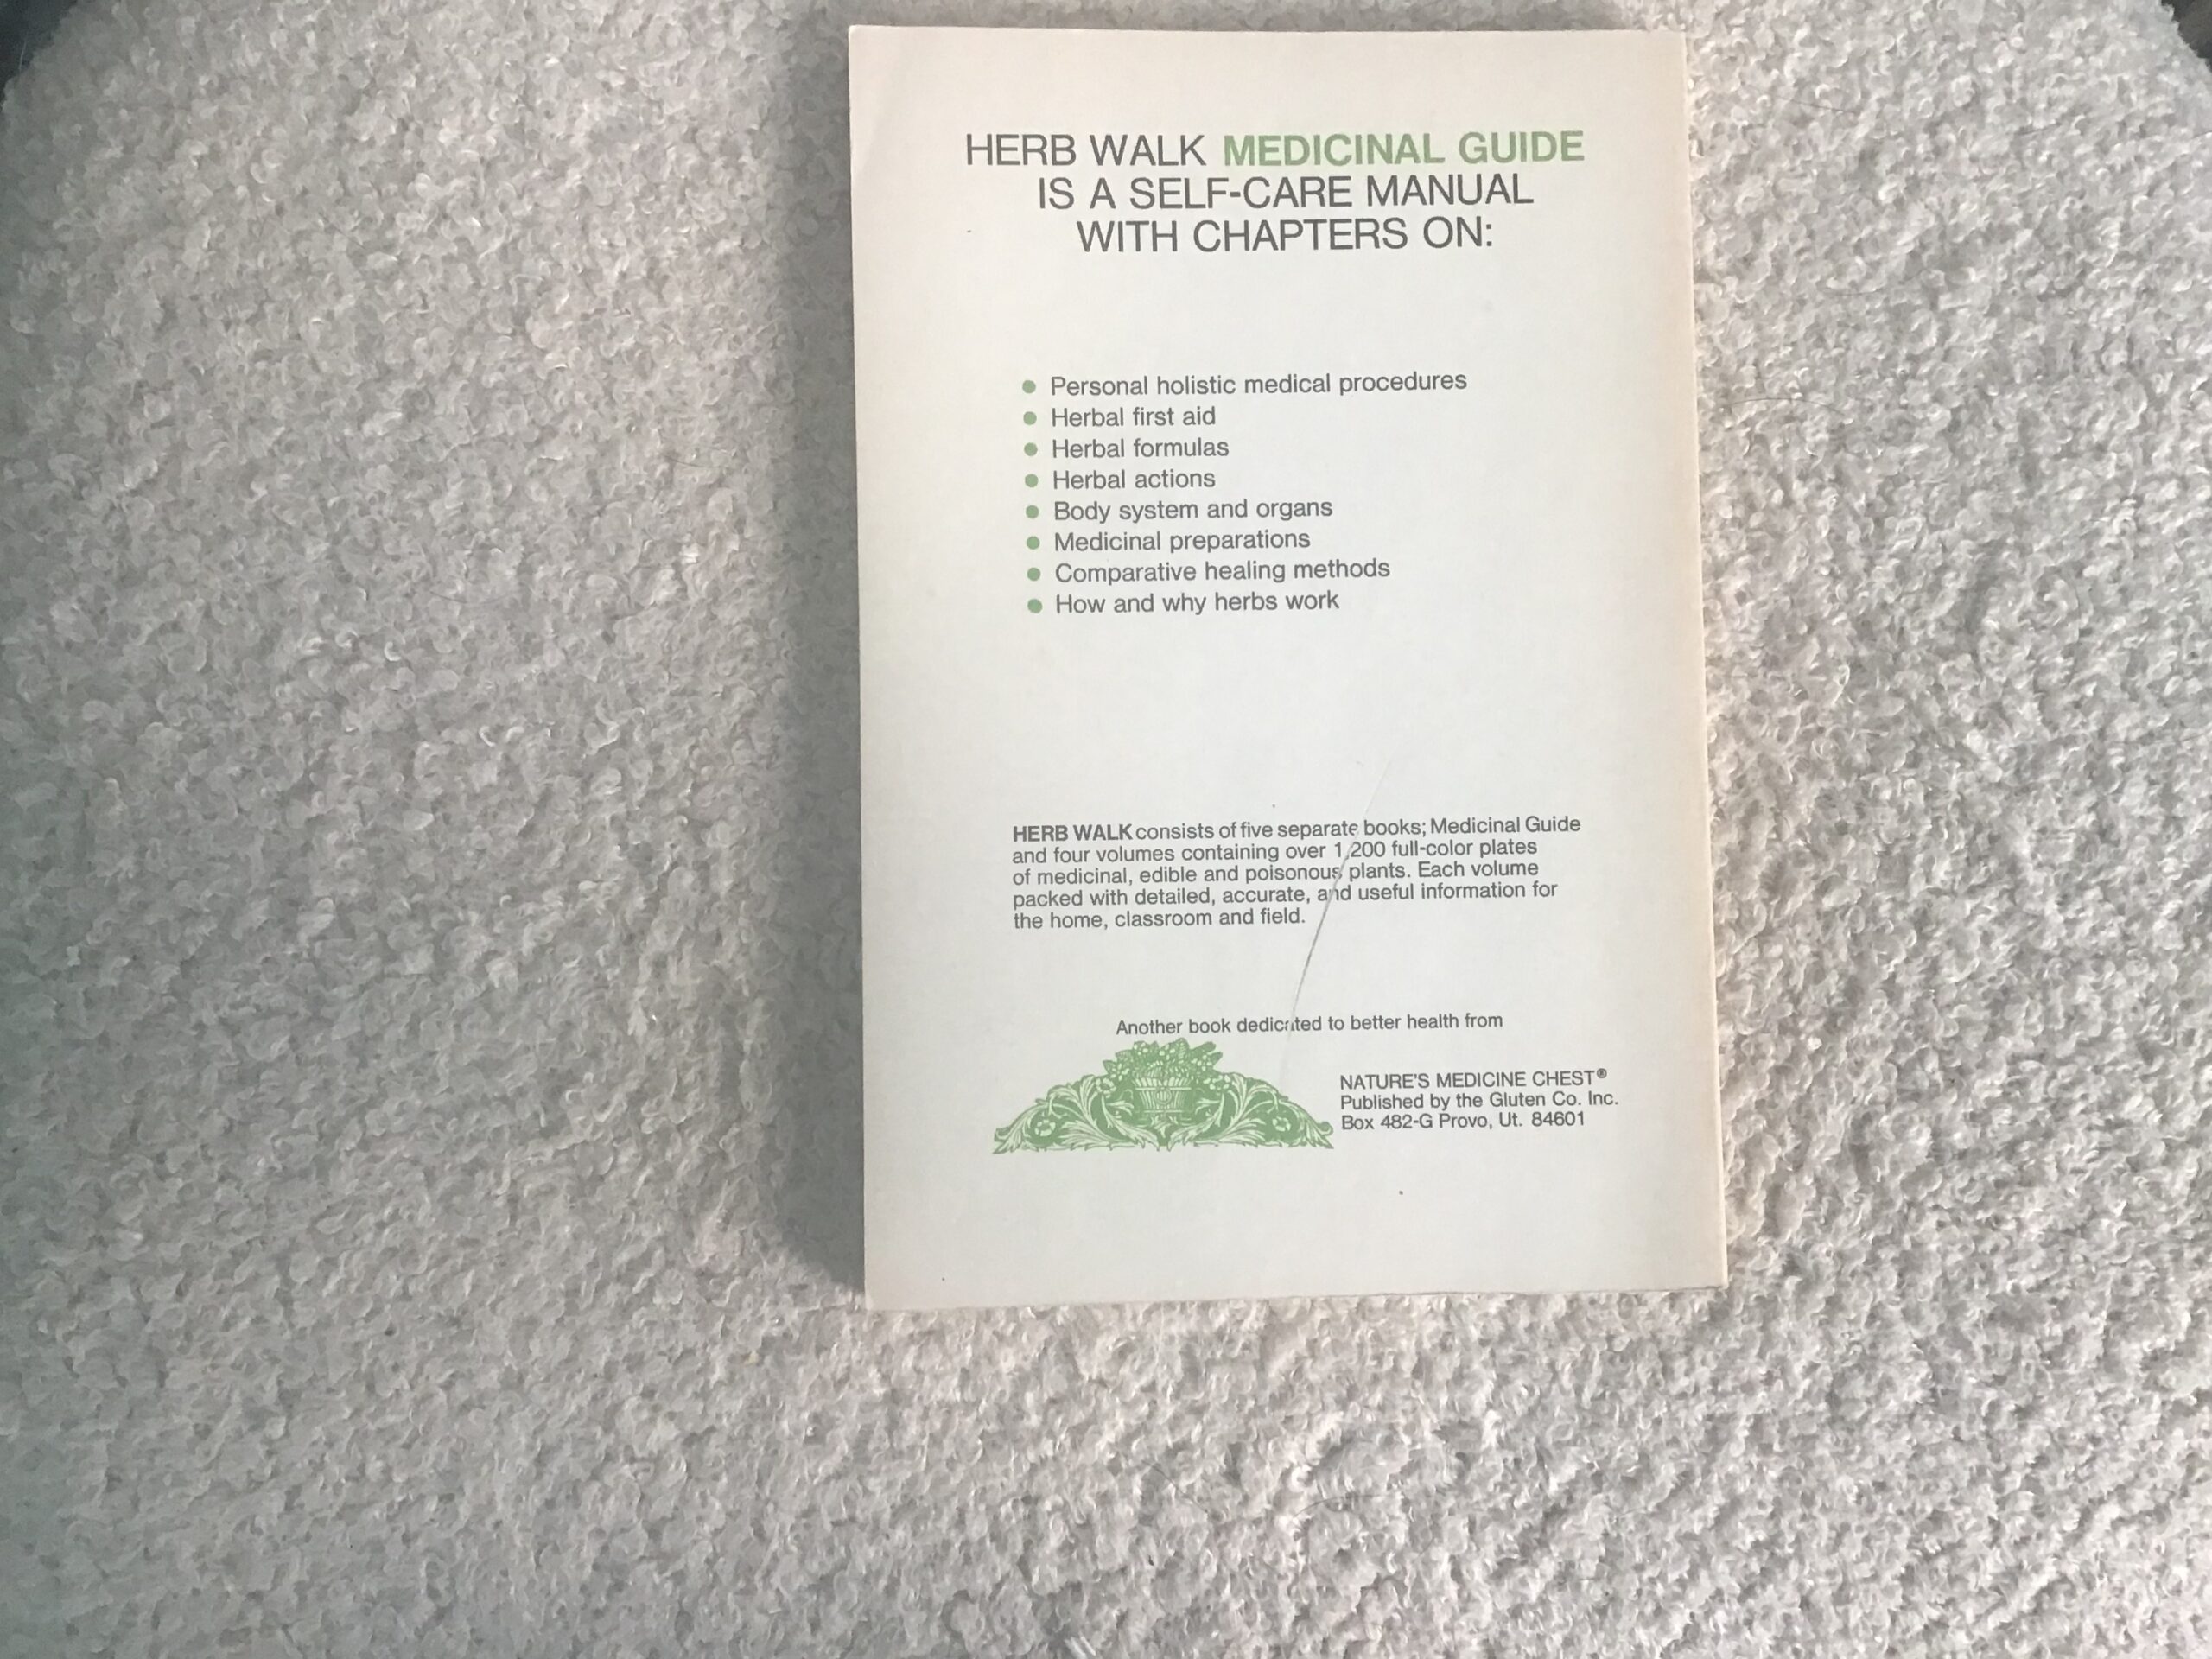 HERB WALK MEDICINAL GUIDE
IS A SELF-CARE MANUAL
WITH CHAPTERS ON:
● Personal holistic medical procedures
● Herbal first aid
● Herbal formulas
● Herbal actions
● Body system and organs
● Medicinal preparations
● Comparative healing methods
● How and why herbs work
HERB WALK consists of five separate books; Medicinal Guide
and four volumes containing over 1,200 full-color plates
of medicinal, edible and poisonous plants. Each volume
packed with detailed, accurate, and useful information for
the home, classroom and field.
Another book dedicated to better health from
NATURE'S MEDICINE CHEST®
Published by the Gluten Co. Inc.
Box 482-G Provo, Ut. 84601